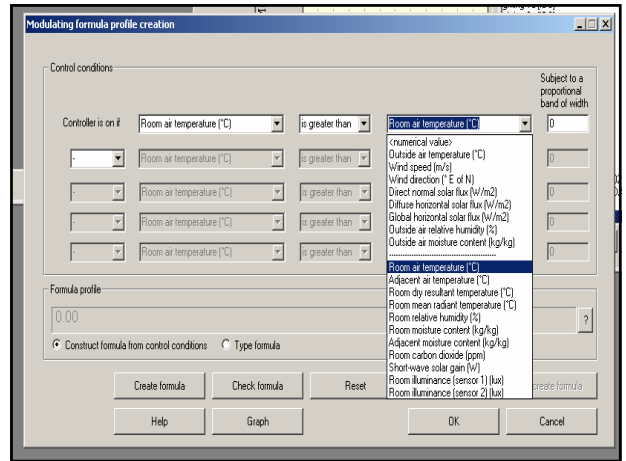 Modulating formula profile creation
Control conditions
Subject to a
proportional
band of width
Controller is on if
Room air temperature (°C)
is greater than
Room air temperature (°C)
0
<numerical value>
Outside air temperature (°C)
Wind speed (m/s)
Wind direction (° E of N)
Direct normal solar flux (W/m2)
Diffuse horizontal solar flux (W/m2)
Global horizontal solar flux (W/m2)
Outside air relative humidity (%)
Outside air moisture content (kg/kg)
-----------------------------------
Room air temperature (°C)
Adjacent air temperature (°C)
Room dry resultant temperature (°C)
Room mean radiant temperature (°C)
Room relative humidity (%)
Room moisture content (kg/kg)
Adjacent moisture content (kg/kg)
Room carbon dioxide (ppm)
Short-wave solar gain (W)
Room illuminance (sensor 1) (lux)
Room illuminance (sensor 2) (lux)
-
Room air temperature (°C)
is greater than
0
-
Room air temperature (°C)
is greater than
0
-
Room air temperature (°C)
is greater than
0
-
Room air temperature (°C)
is greater than
0
Formula profile
0.00
?
Construct formula from control conditions
Type formula
Create formula
Check formula
Reset
create formula
Help
Graph
OK
Cancel